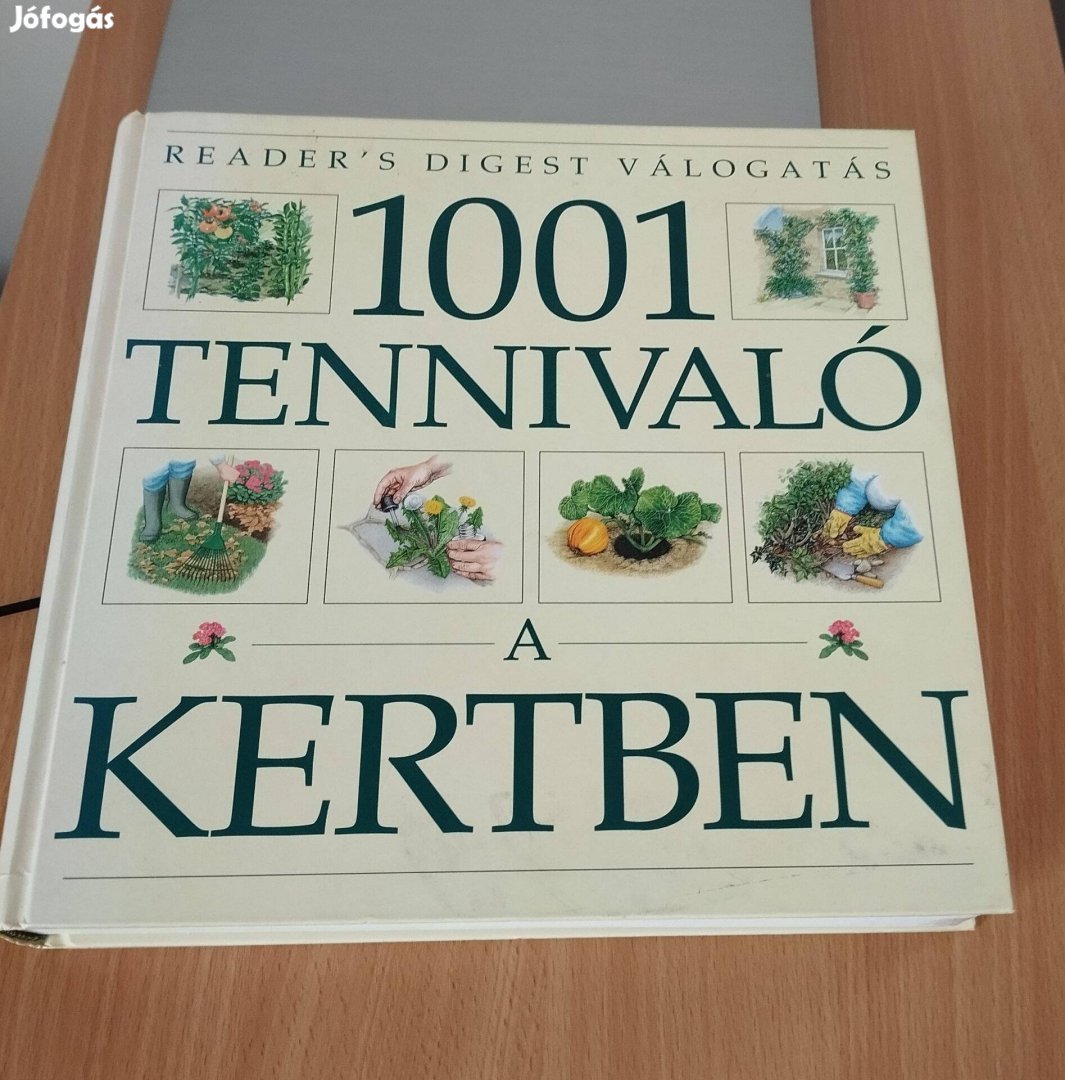 Jófogás
READER'S DIGEST VÁLOGATÁS
1001
TENNIVALÓ
A
KERTBEN